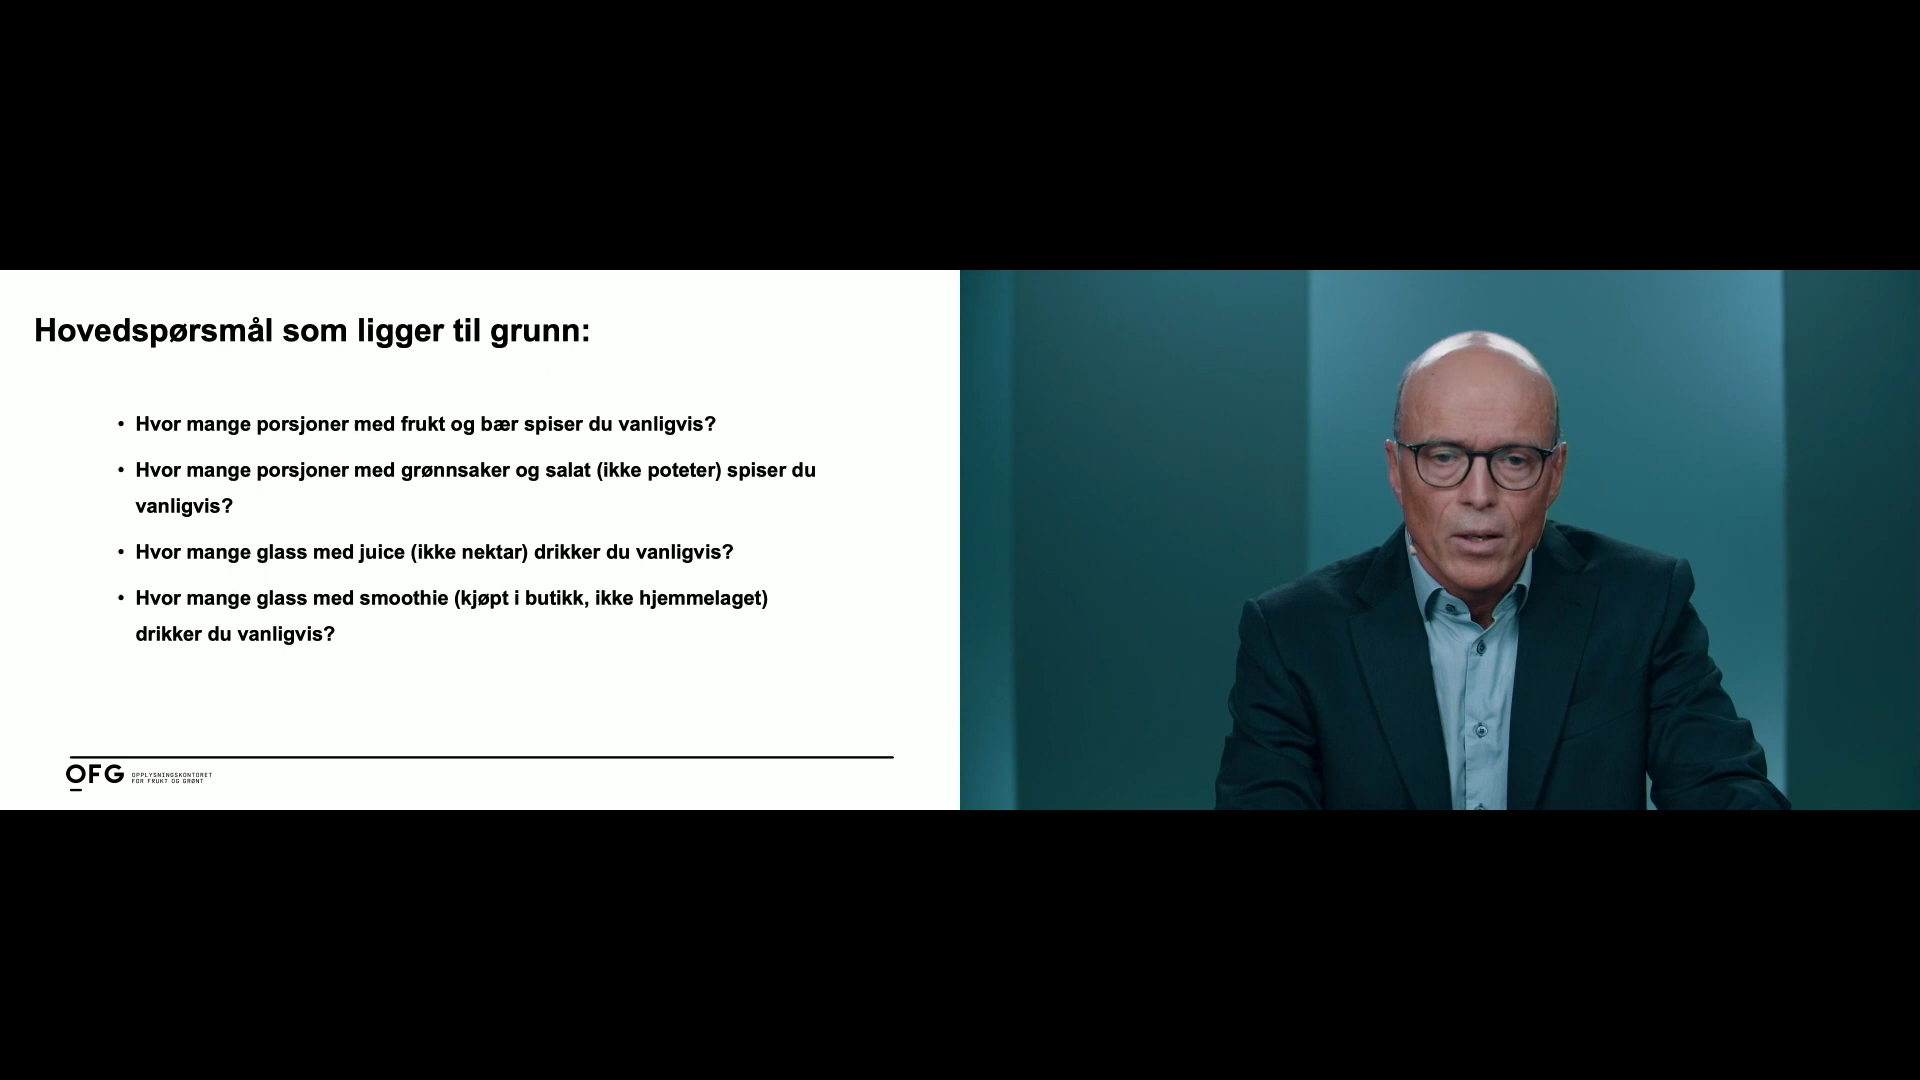 Hovedspørsmål som ligger til grunn:
• Hvor mange porsjoner med frukt og bær spiser du vanligvis?
• Hvor mange porsjoner med grønnsaker og salat (ikke poteter) spiser du
vanligvis?
• Hvor mange glass med juice (ikke nektar) drikker du vanligvis?
• Hvor mange glass med smoothie (kjøpt i butikk, ikke hjemmelaget)
drikker du vanligvis?
OFG
OPPLYSNINGSKONTORET
FOR FRUKT OG GRØNT